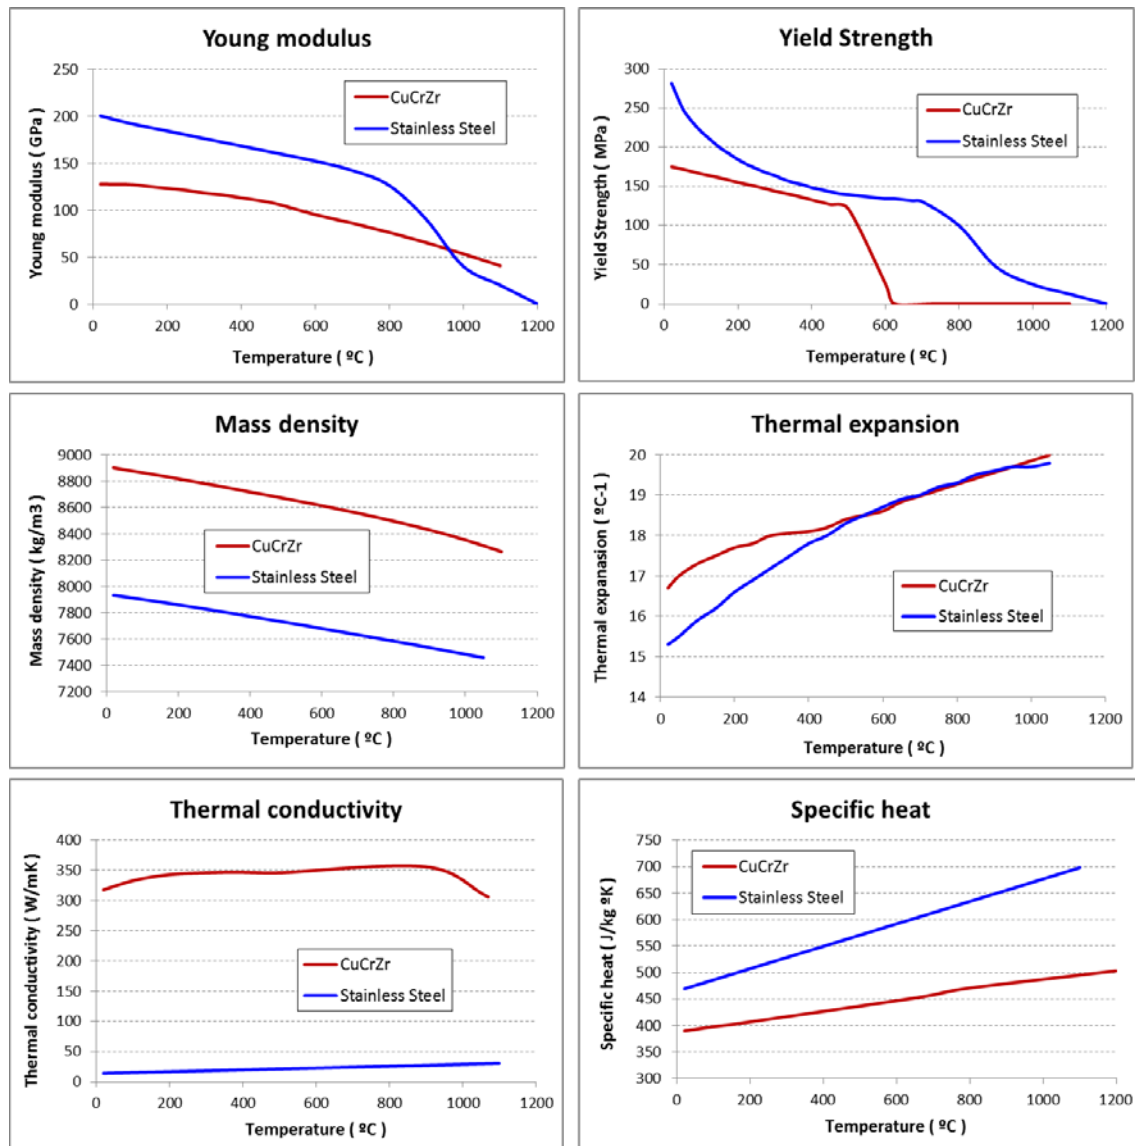 Young modulus
250
200
150
100
50
0
Young modulus ( GPa )
CuCrZr
Stainless Steel
0 200 400 600 800 1000 1200
Temperature ( ºC )
Yield Strength
300
250
200
150
100
50
0
Yield Strength ( MPa )
CuCrZr
Stainless Steel
0 200 400 600 800 1000 1200
Temperature ( ºC )
Mass density
9000
8800
8600
8400
8200
8000
7800
7600
7400
7200
Mass density ( kg/m3 )
CuCrZr
Stainless Steel
0 200 400 600 800 1000 1200
Temperature ( ºC )
Thermal expansion
20
19
18
17
16
15
14
Thermal expanasion ( ºC-1 )
CuCrZr
Stainless Steel
0 200 400 600 800 1000 1200
Temperature ( ºC )
Thermal conductivity
400
350
300
250
200
150
100
50
0
Thermal conductivity ( W/mK )
CuCrZr
Stainless Steel
0 200 400 600 800 1000 1200
Temperature ( ºC )
Specific heat
750
700
650
600
550
500
450
400
350
300
Specific heat ( J/kg ºK )
CuCrZr
Stainless Steel
0 200 400 600 800 1000 1200
Temperature ( ºC )